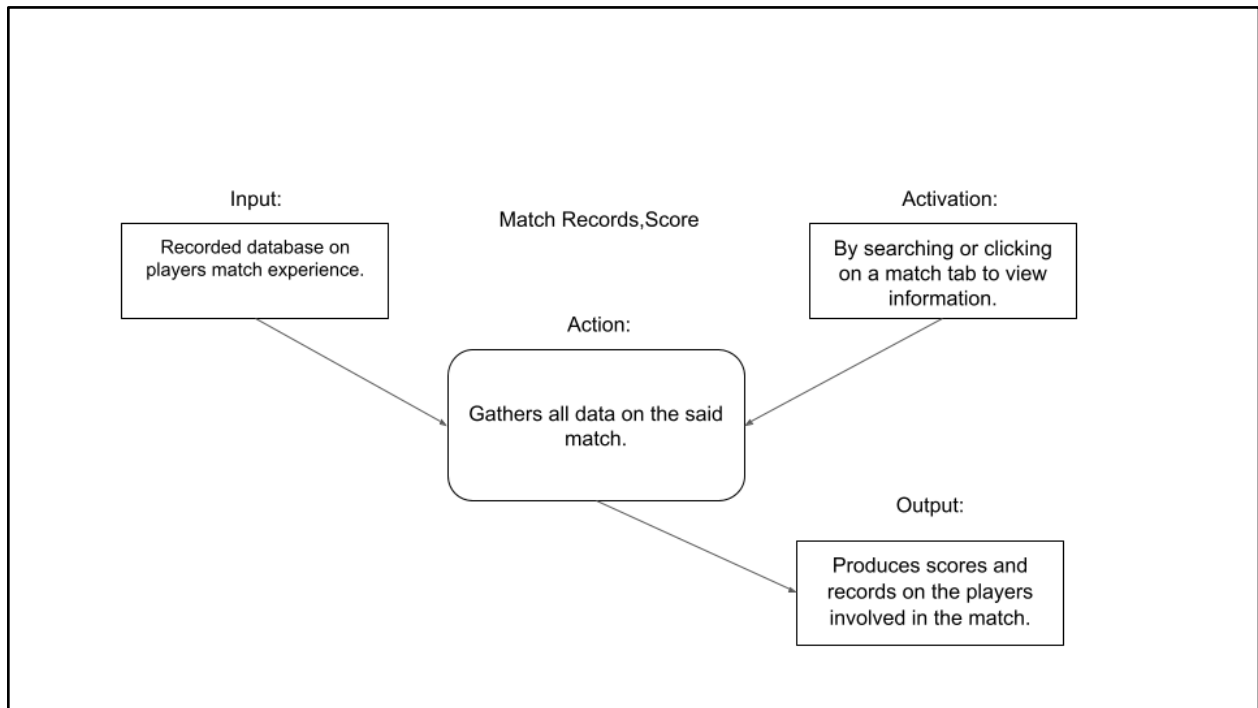 Input:
Recorded database on
players match experience.
Match Records,Score
Activation:
By searching or clicking
on a match tab to view
information.
Action:
Gathers all data on the said
match.
Output:
Produces scores and
records on the players
involved in the match.